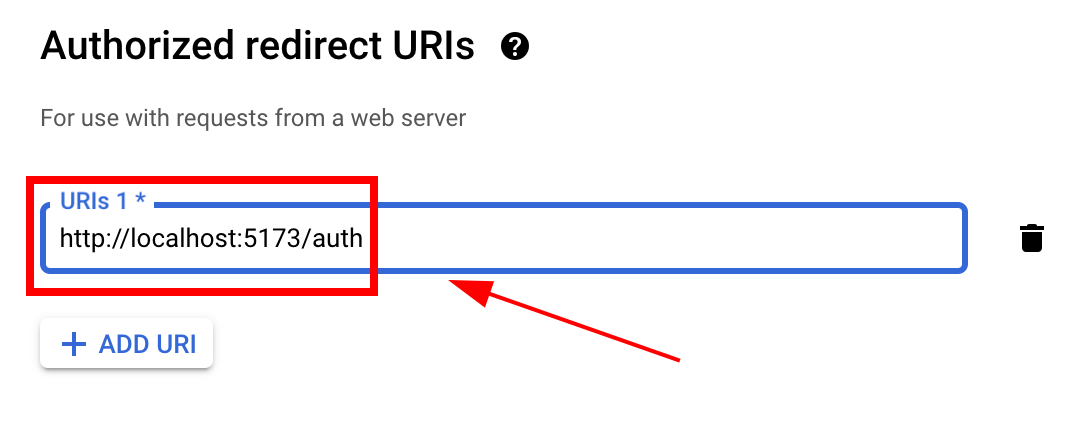 Authorized redirect URIs ?
For use with requests from a web server
URIs 1 *
http://localhost:5173/auth
+ ADD URI